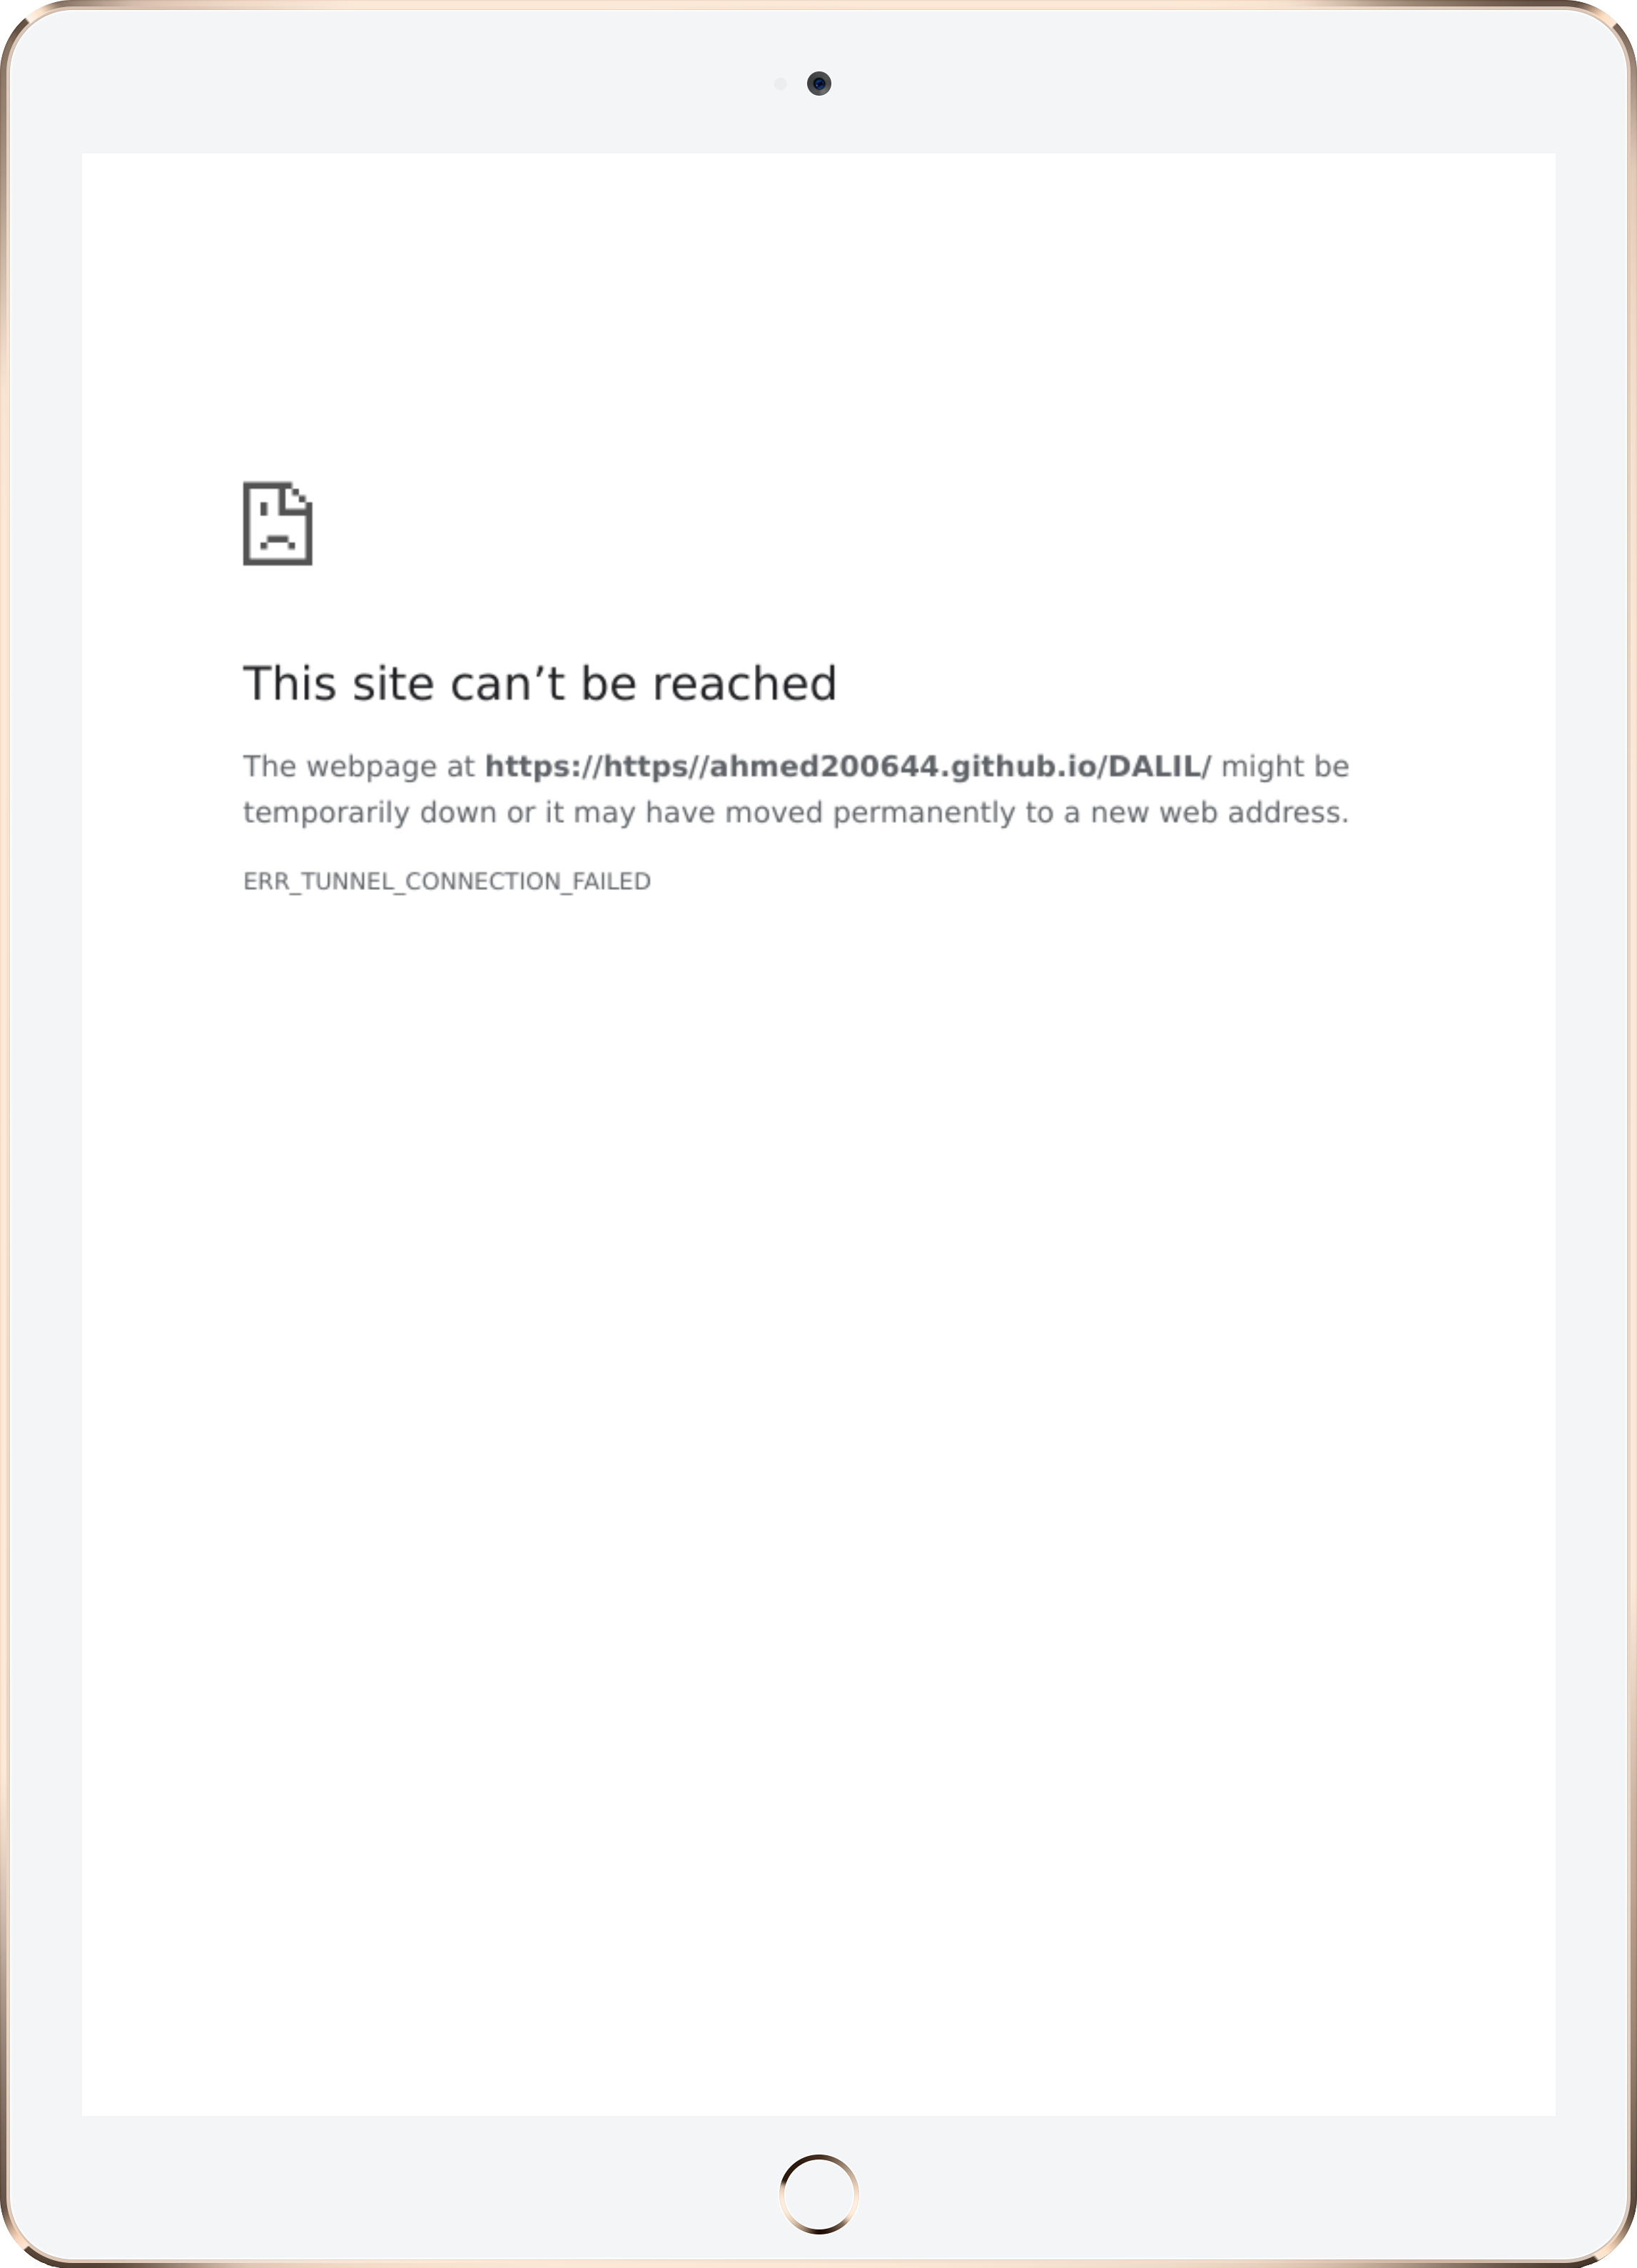 This site can’t be reached
The webpage at https://https//ahmed200644.github.io/DALIL/ might be
temporarily down or it may have moved permanently to a new web address.
ERR_TUNNEL_CONNECTION_FAILED